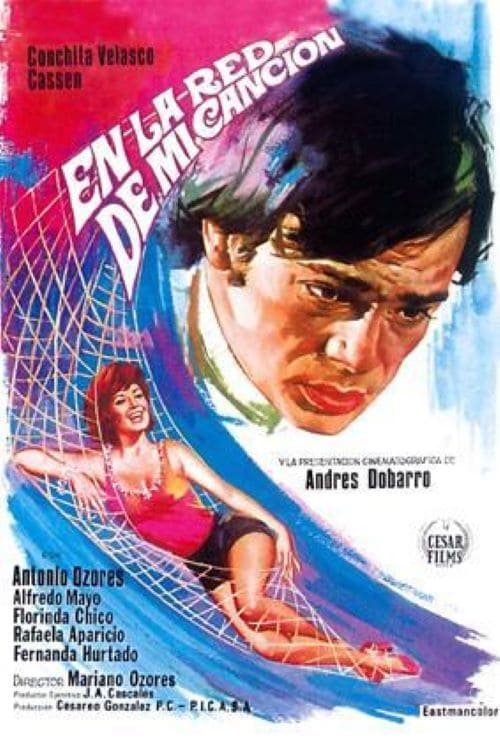 Conchita Velasco
Cassen
EN LA RED
DE MI CANCION
Y LA PRESENTACION CINEMATOGRAFICA DE
Andres Dobarro
CESAR
FILMS
CON
Antonio Ozores
Alfredo Mayo
Florinda Chico
Rafaela Aparicio
Fernanda Hurtado
DIRECTOR Mariano Ozores
Productor Ejecutivo J.A. Cascales
Produccion Cesareo Gonzalez P.C. - P.I.C.A.S.A
Eastmancolor